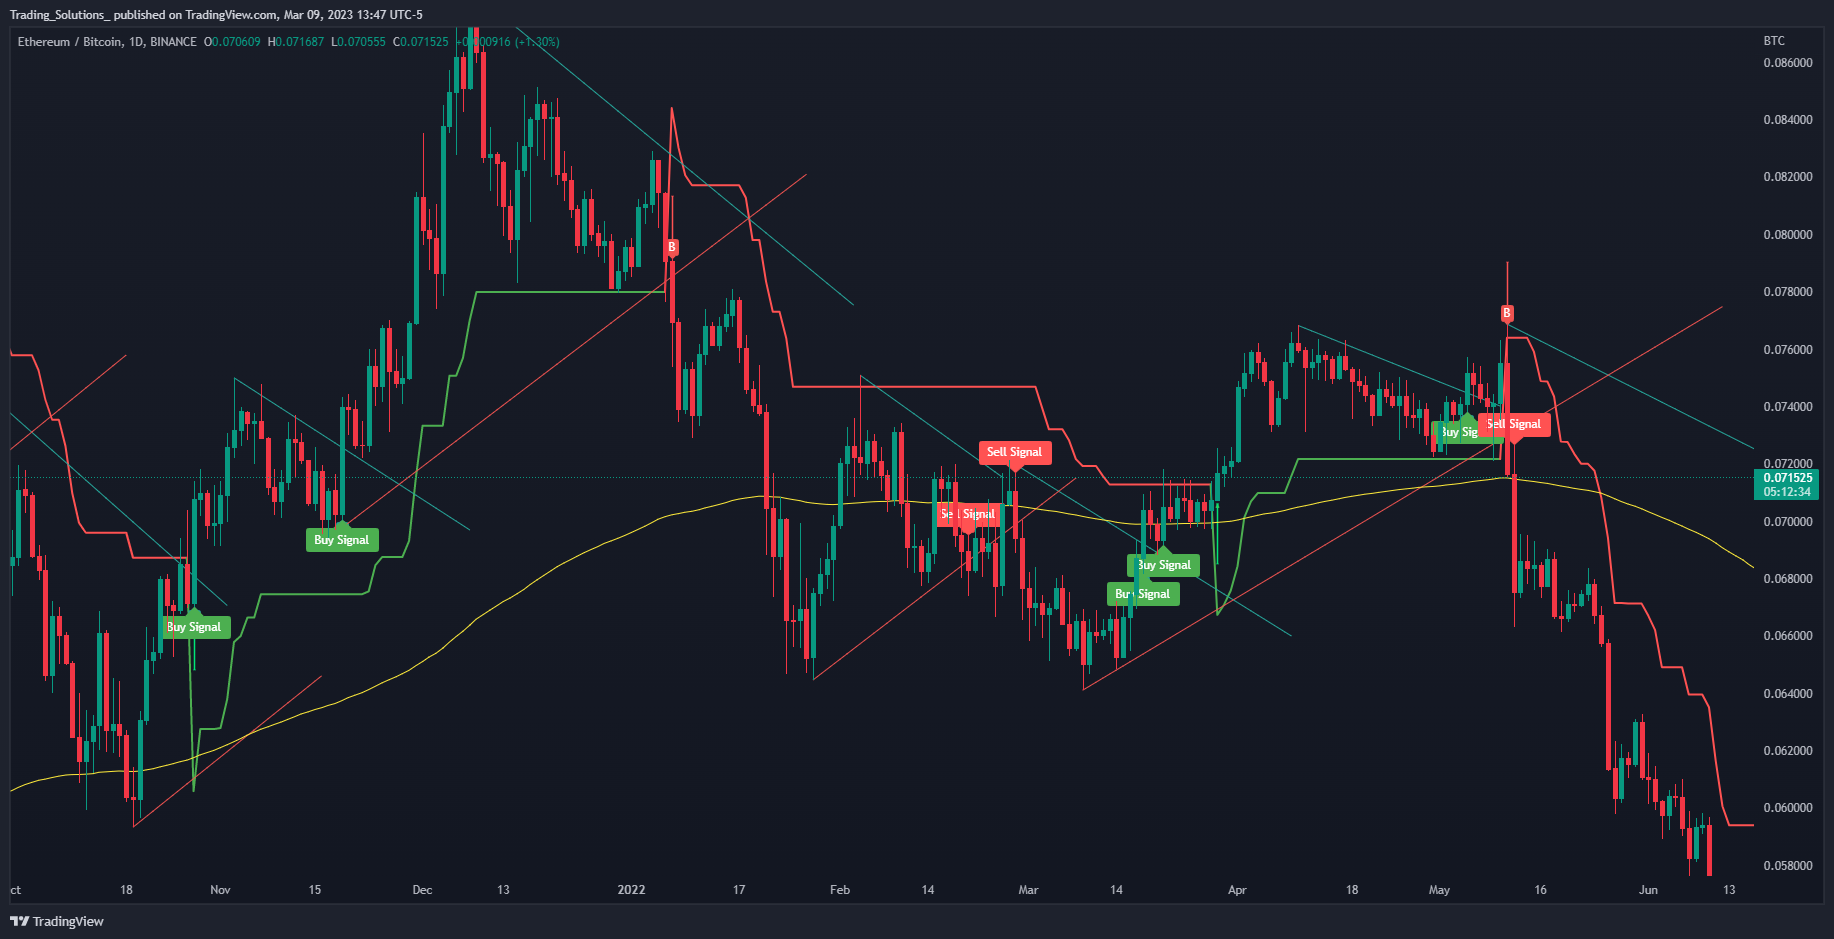 Trading_Solutions_ published on TradingView.com, Mar 09, 2023 13:47 UTC-5
Ethereum / Bitcoin, 1D, BINANCE O0.070609 H0.071687 L0.070555 C0.071525 +0.000916 (+1.30%)
BTC
0.086000
0.084000
0.082000
0.080000
0.078000
0.076000
0.074000
0.072000
0.071525
05:12:34
0.070000
0.068000
0.066000
0.064000
0.062000
0.060000
0.058000
B
B
Buy Signal
Sell Signal
Sell Signal
Sell Signal
Buy Signal
Buy Signal
Buy Signal
Buy Signal
ct 18 Nov 15 Dec 13 2022 17 Feb 14 Mar 14 Apr 18 May 16 Jun 13
TradingView